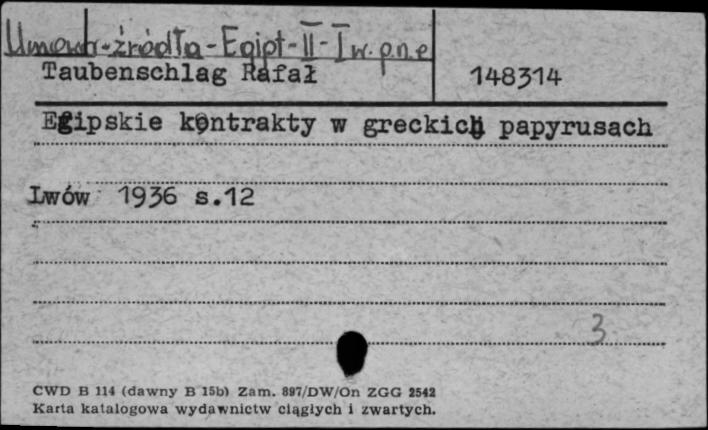 Umowa-źródła-Egipt-II-I w. p.n.e
Taubenschlag Rafał 148314
Egipskie kontrakty w greckich papyrusach
Lwów 1936 s.12
3
CWD B 114 (dawny B 15b) Zam. 897/DW/On ZGG 2542
Karta katalogowa wydawnictw ciągłych i zwartych.